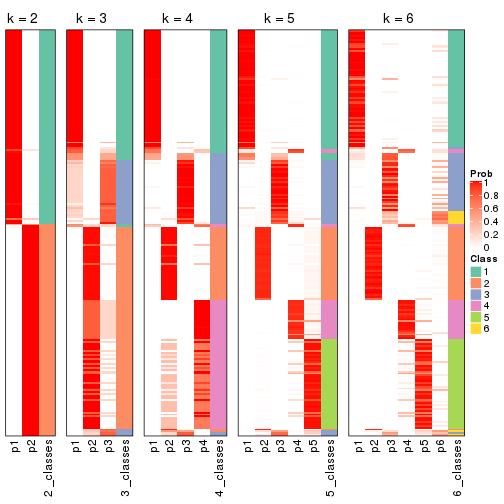 k = 2
k = 3
k = 4
k = 5
k = 6
p1
p2
2_classes
p1
p2
p3
3_classes
p1
p2
p3
p4
4_classes
p1
p2
p3
p4
p5
5_classes
p1
p2
p3
p4
p5
p6
6_classes
Prob
1
0.8
0.6
0.4
0.2
0
Class
1
2
3
4
5
6